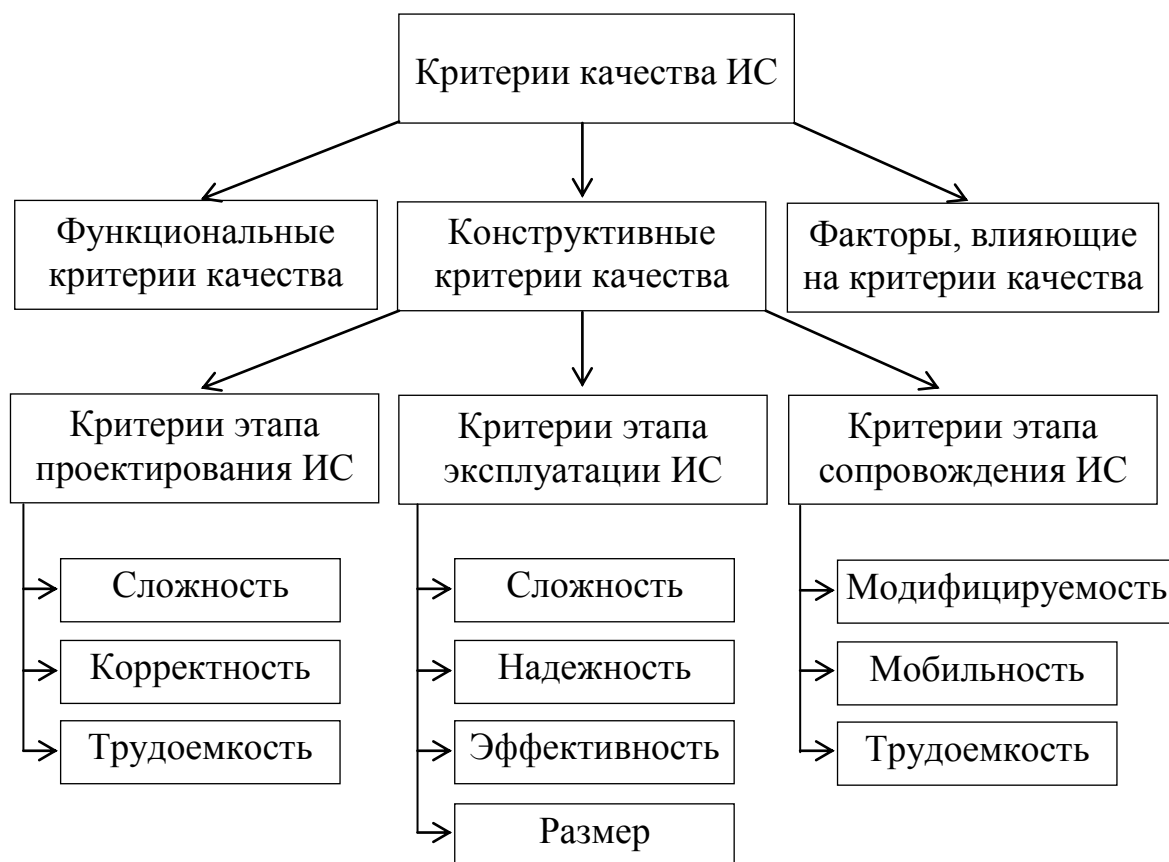 Критерии качества ИС
Функциональные
критерии качества
Конструктивные
критерии качества
Факторы, влияющие
на критерии качества
Критерии этапа
проектирования ИС
Критерии этапа
эксплуатации ИС
Критерии этапа
сопровождения ИС
Сложность
Корректность
Трудоемкость
Сложность
Надежность
Эффективность
Размер
Модифицируемость
Мобильность
Трудоемкость